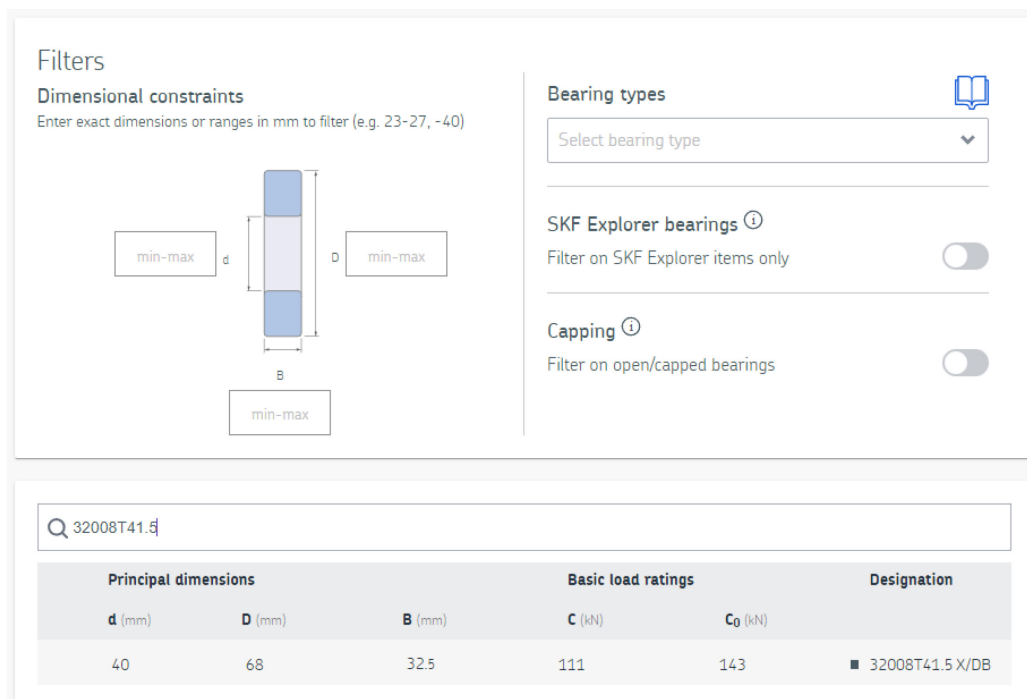 Filters
Dimensional constraints
Enter exact dimensions or ranges in mm to filter (e.g. 23-27, -40)
min-max
d
D
min-max
B
min-max
Bearing types
Select bearing type
SKF Explorer bearings
Filter on SKF Explorer items only
Capping
Filter on open/capped bearings
32008T41.5
Principal dimensions Basic load ratings Designation
d (mm) D (mm) B (mm) C (kN) C0 (kN)
40 68 32.5 111 143 32008T41.5 X/DB